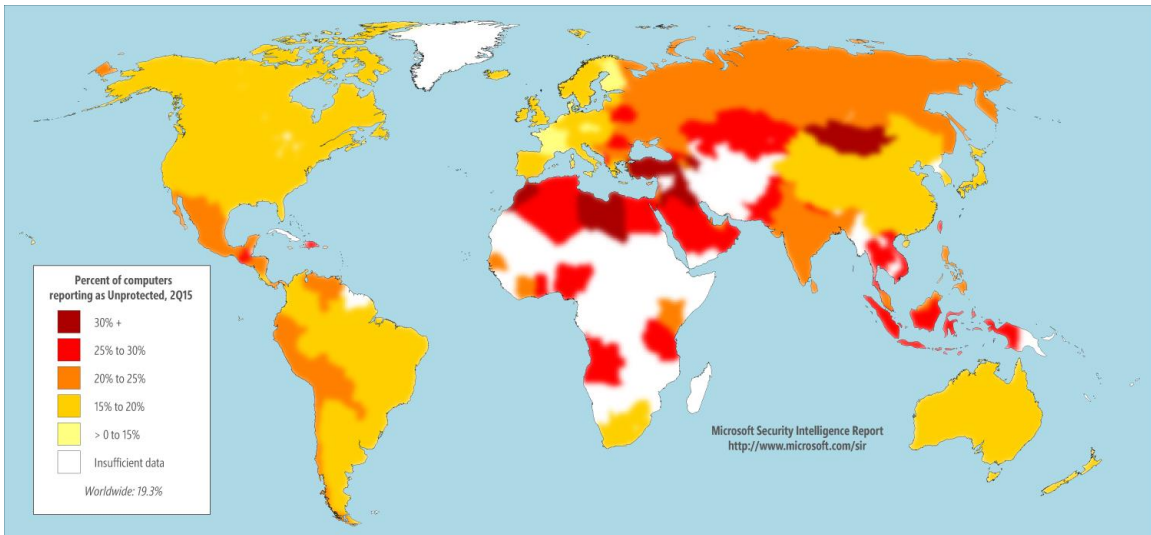 Percent of computers
reporting as Unprotected, 2Q15
30% +
25% to 30%
20% to 25%
15% to 20%
> 0 to 15%
Insufficient data
Worldwide: 19.3%
Microsoft Security Intelligence Report
http://www.microsoft.com/sir